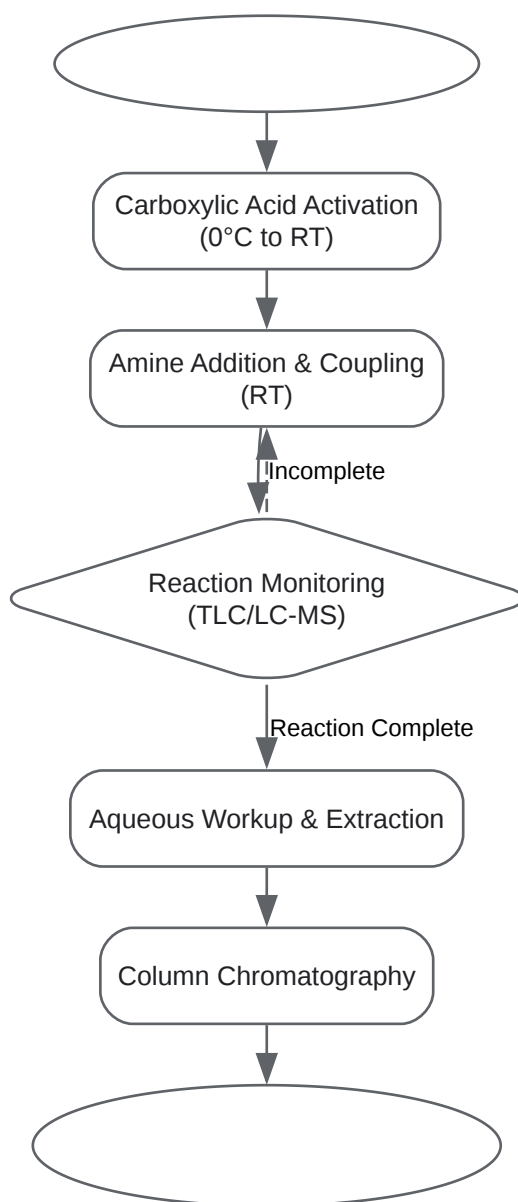 Carboxylic Acid Activation
(0°C to RT)
Amine Addition & Coupling
(RT)
Incomplete
Reaction Monitoring
(TLC/LC-MS)
Reaction Complete
Aqueous Workup & Extraction
Column Chromatography